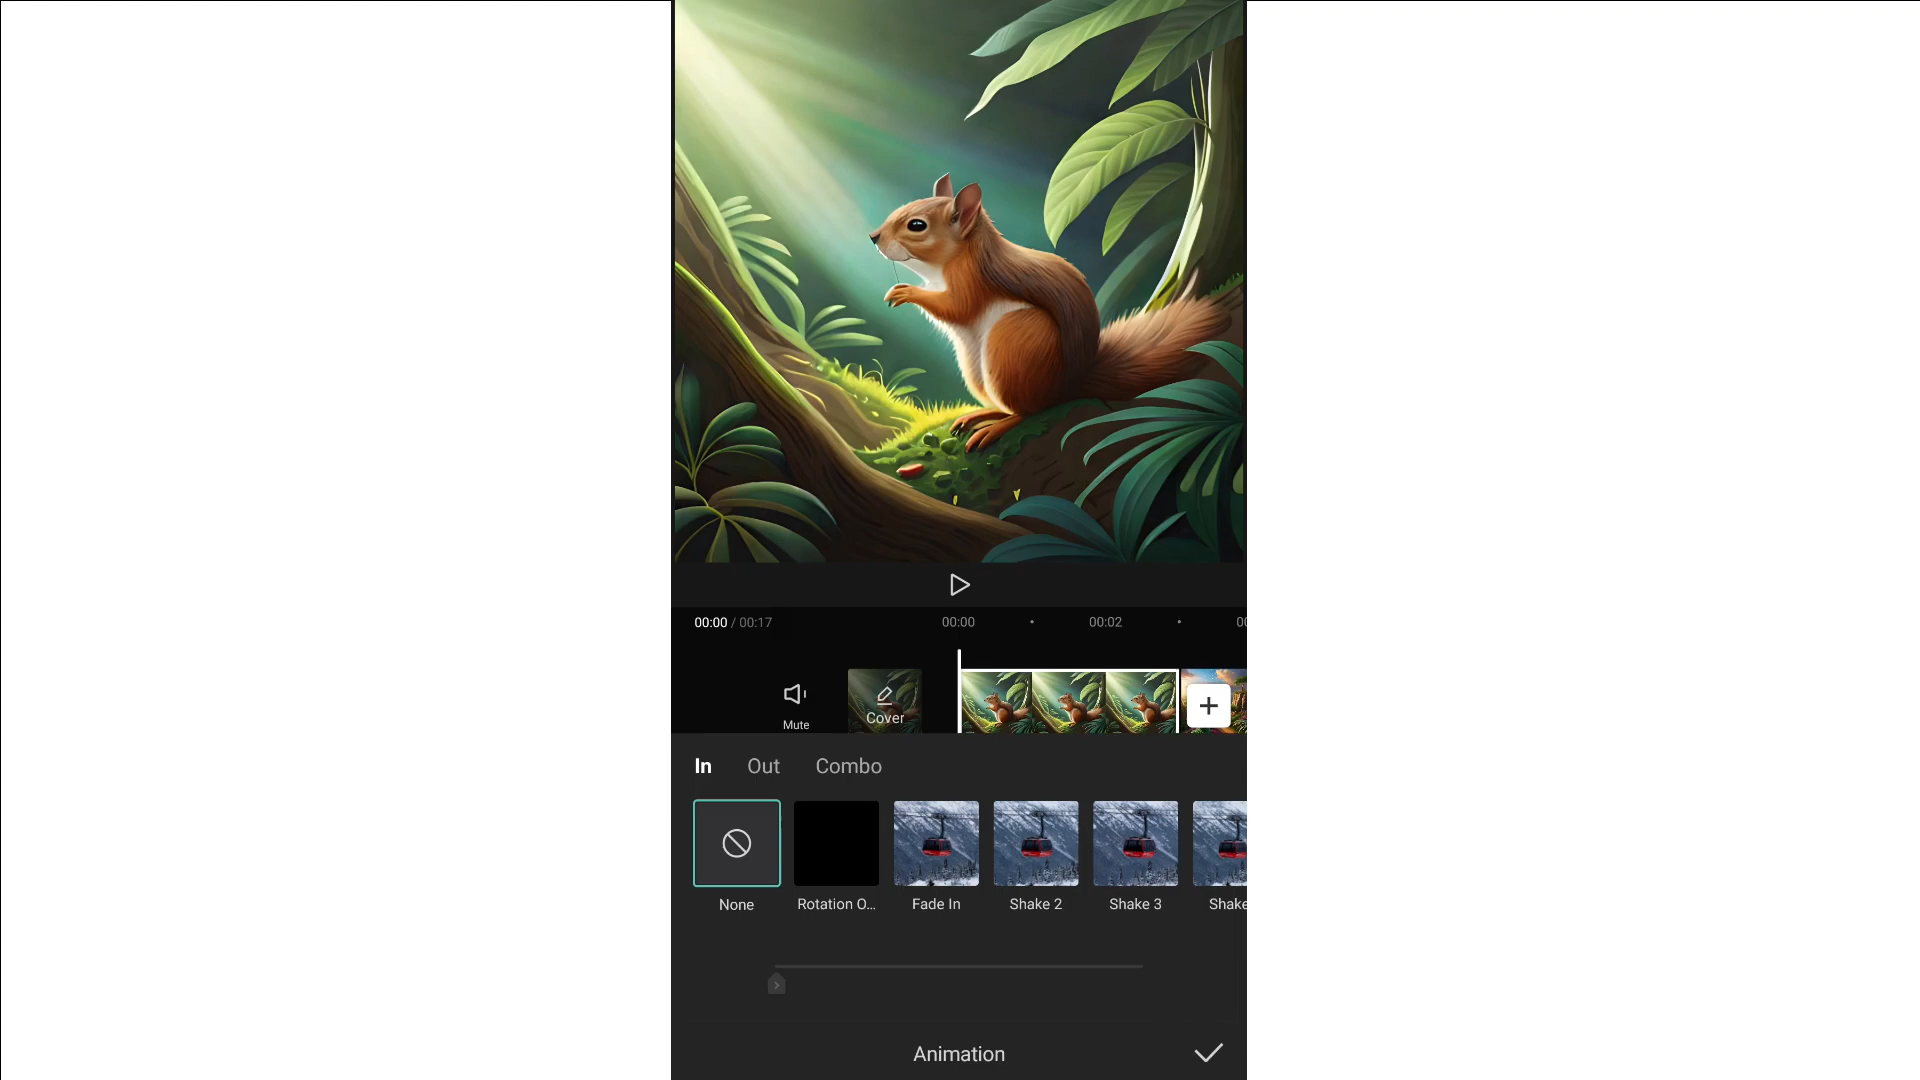 00:00 / 00:17 00:00 00:02
Mute
Cover
In Out Combo
None Rotation O... Fade In Shake 2 Shake 3 Shake
Animation